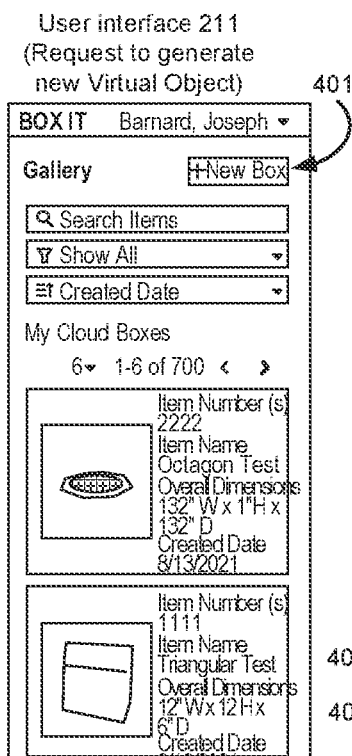 User interface 211
(Request to generate
new Virtual Object)
401
BOX IT Barnard, Joseph
Gallery +New Box
Search Items
Show All
Created Date
My Cloud Boxes
6 1-6 of 700 < >
Item Number (s)
2222
Item Name
Octagon Test
Overall Dimensions
132" W x 1"H x
132" D
Created Date
8/13/2021
Item Number (s)
1111
Item Name
Triangular Test
Overall Dimensions
12" W x 12 H x
6" D
Created Date
40
40